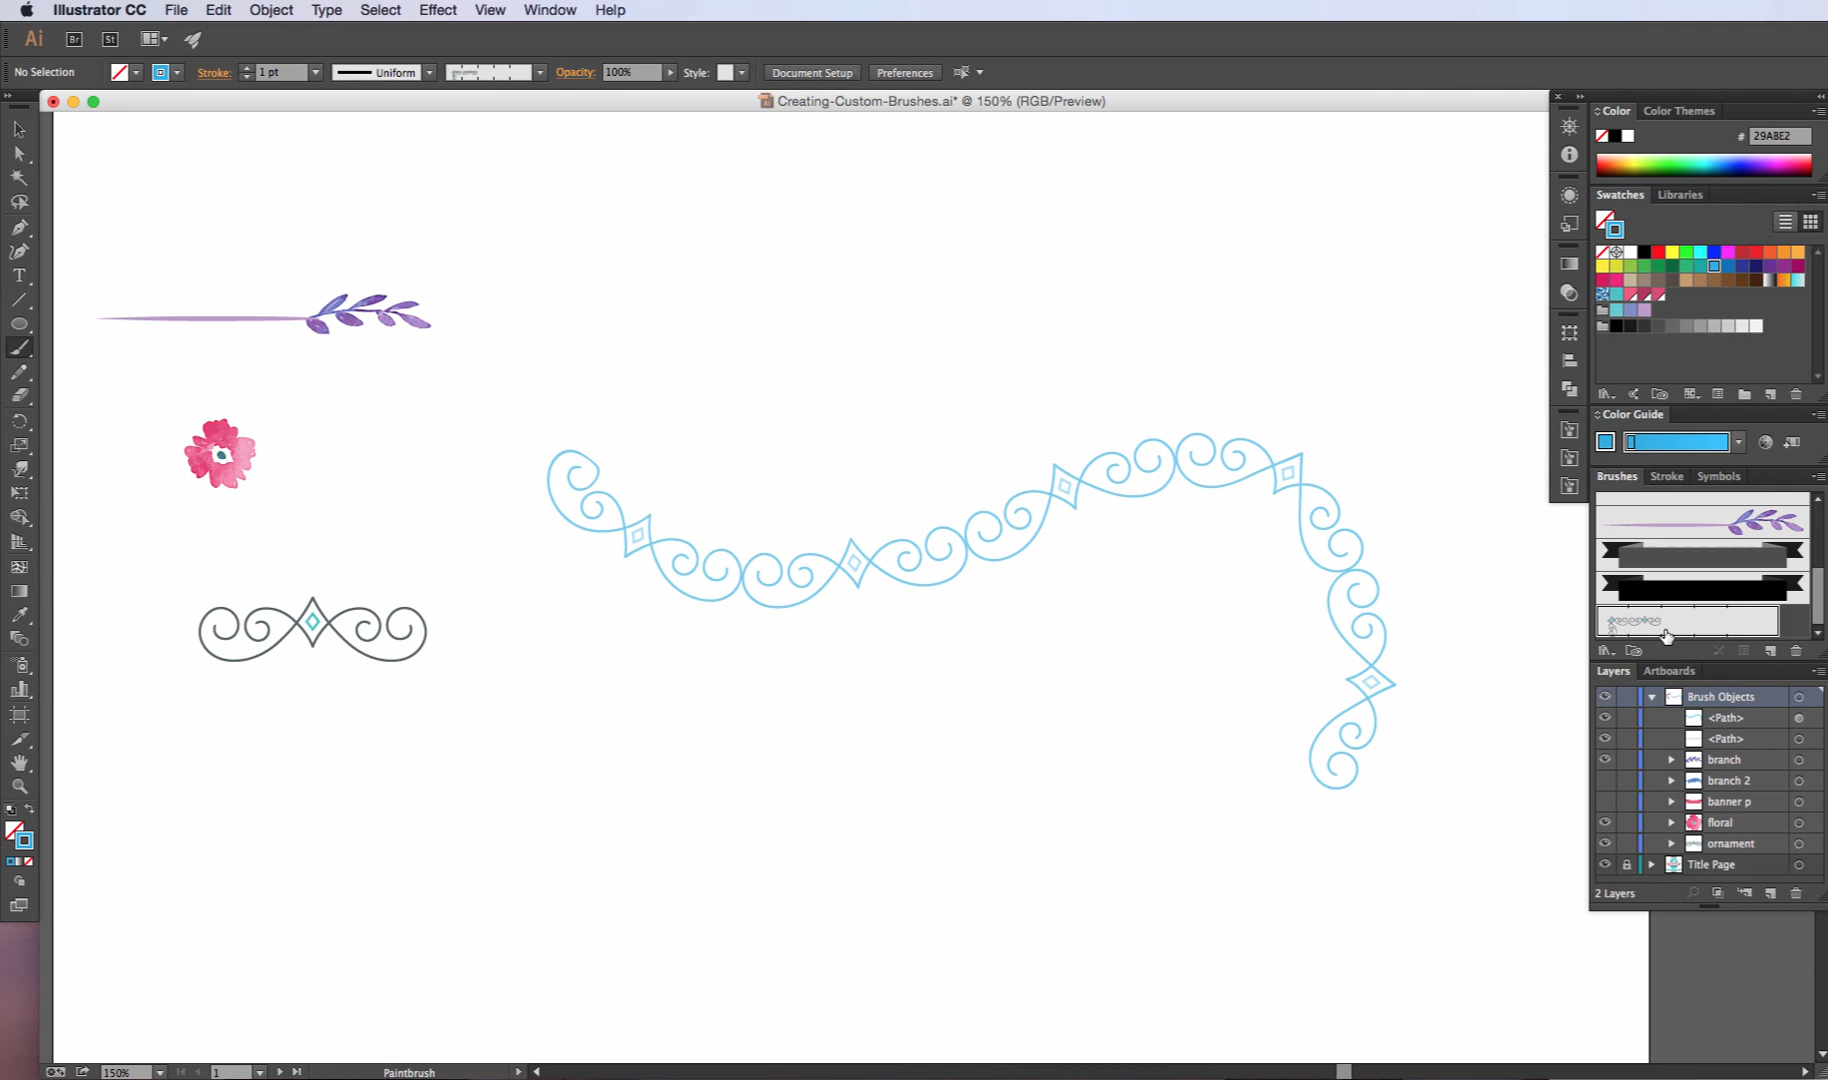 Illustrator CC File Edit Object Type Select Effect View Window Help
Ai Br St
No Selection Stroke: 1 pt Uniform Opacity: 100% Style: Document Setup Preferences
Creating-Custom-Brushes.ai* @ 150% (RGB/Preview)
Color Color Themes
# 29ABE2
Swatches Libraries
Color Guide
Brushes Stroke Symbols
Layers Artboards
Brush Objects
<Path>
<Path>
branch
branch 2
banner p
floral
ornament
Title Page
2 Layers
150% 1 Paintbrush